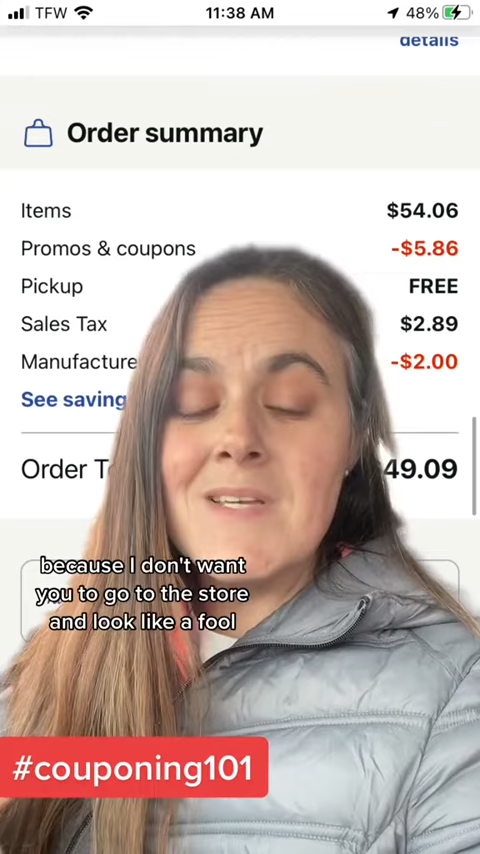 TFW 11:38 AM 48%
details
Order summary
Items $54.06
Promos & coupons -$5.86
Pickup FREE
Sales Tax $2.89
Manufacture -$2.00
See saving
Order T 49.09
because I don't want
you to go to the store
and look like a fool
#couponing101